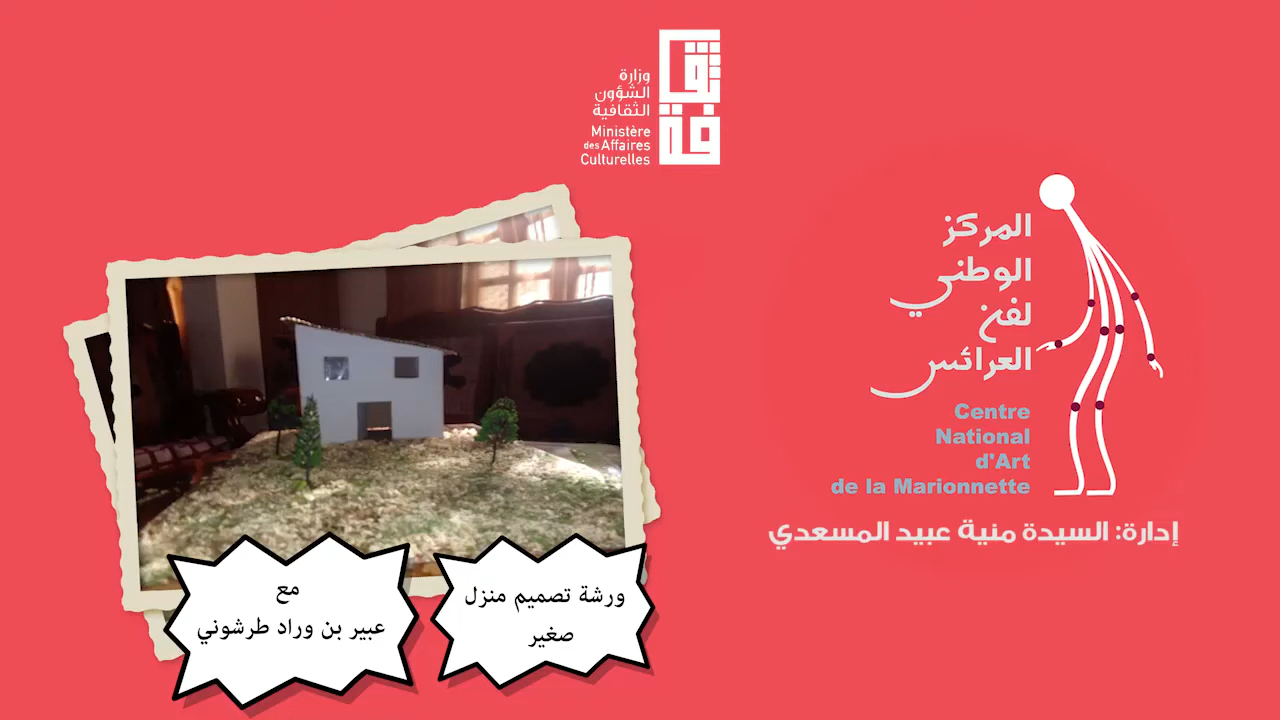 وزارة
الشؤون
الثقافية
Ministère
des Affaires
Culturelles
المركز
الوطني
لفن
العرائس
Centre
National
d'Art
de la Marionnette
إدارة: السيدة منية عبيد المسعدي
ورشة تصميم منزل
صغير
مع
عبير بن وراد طرشوني